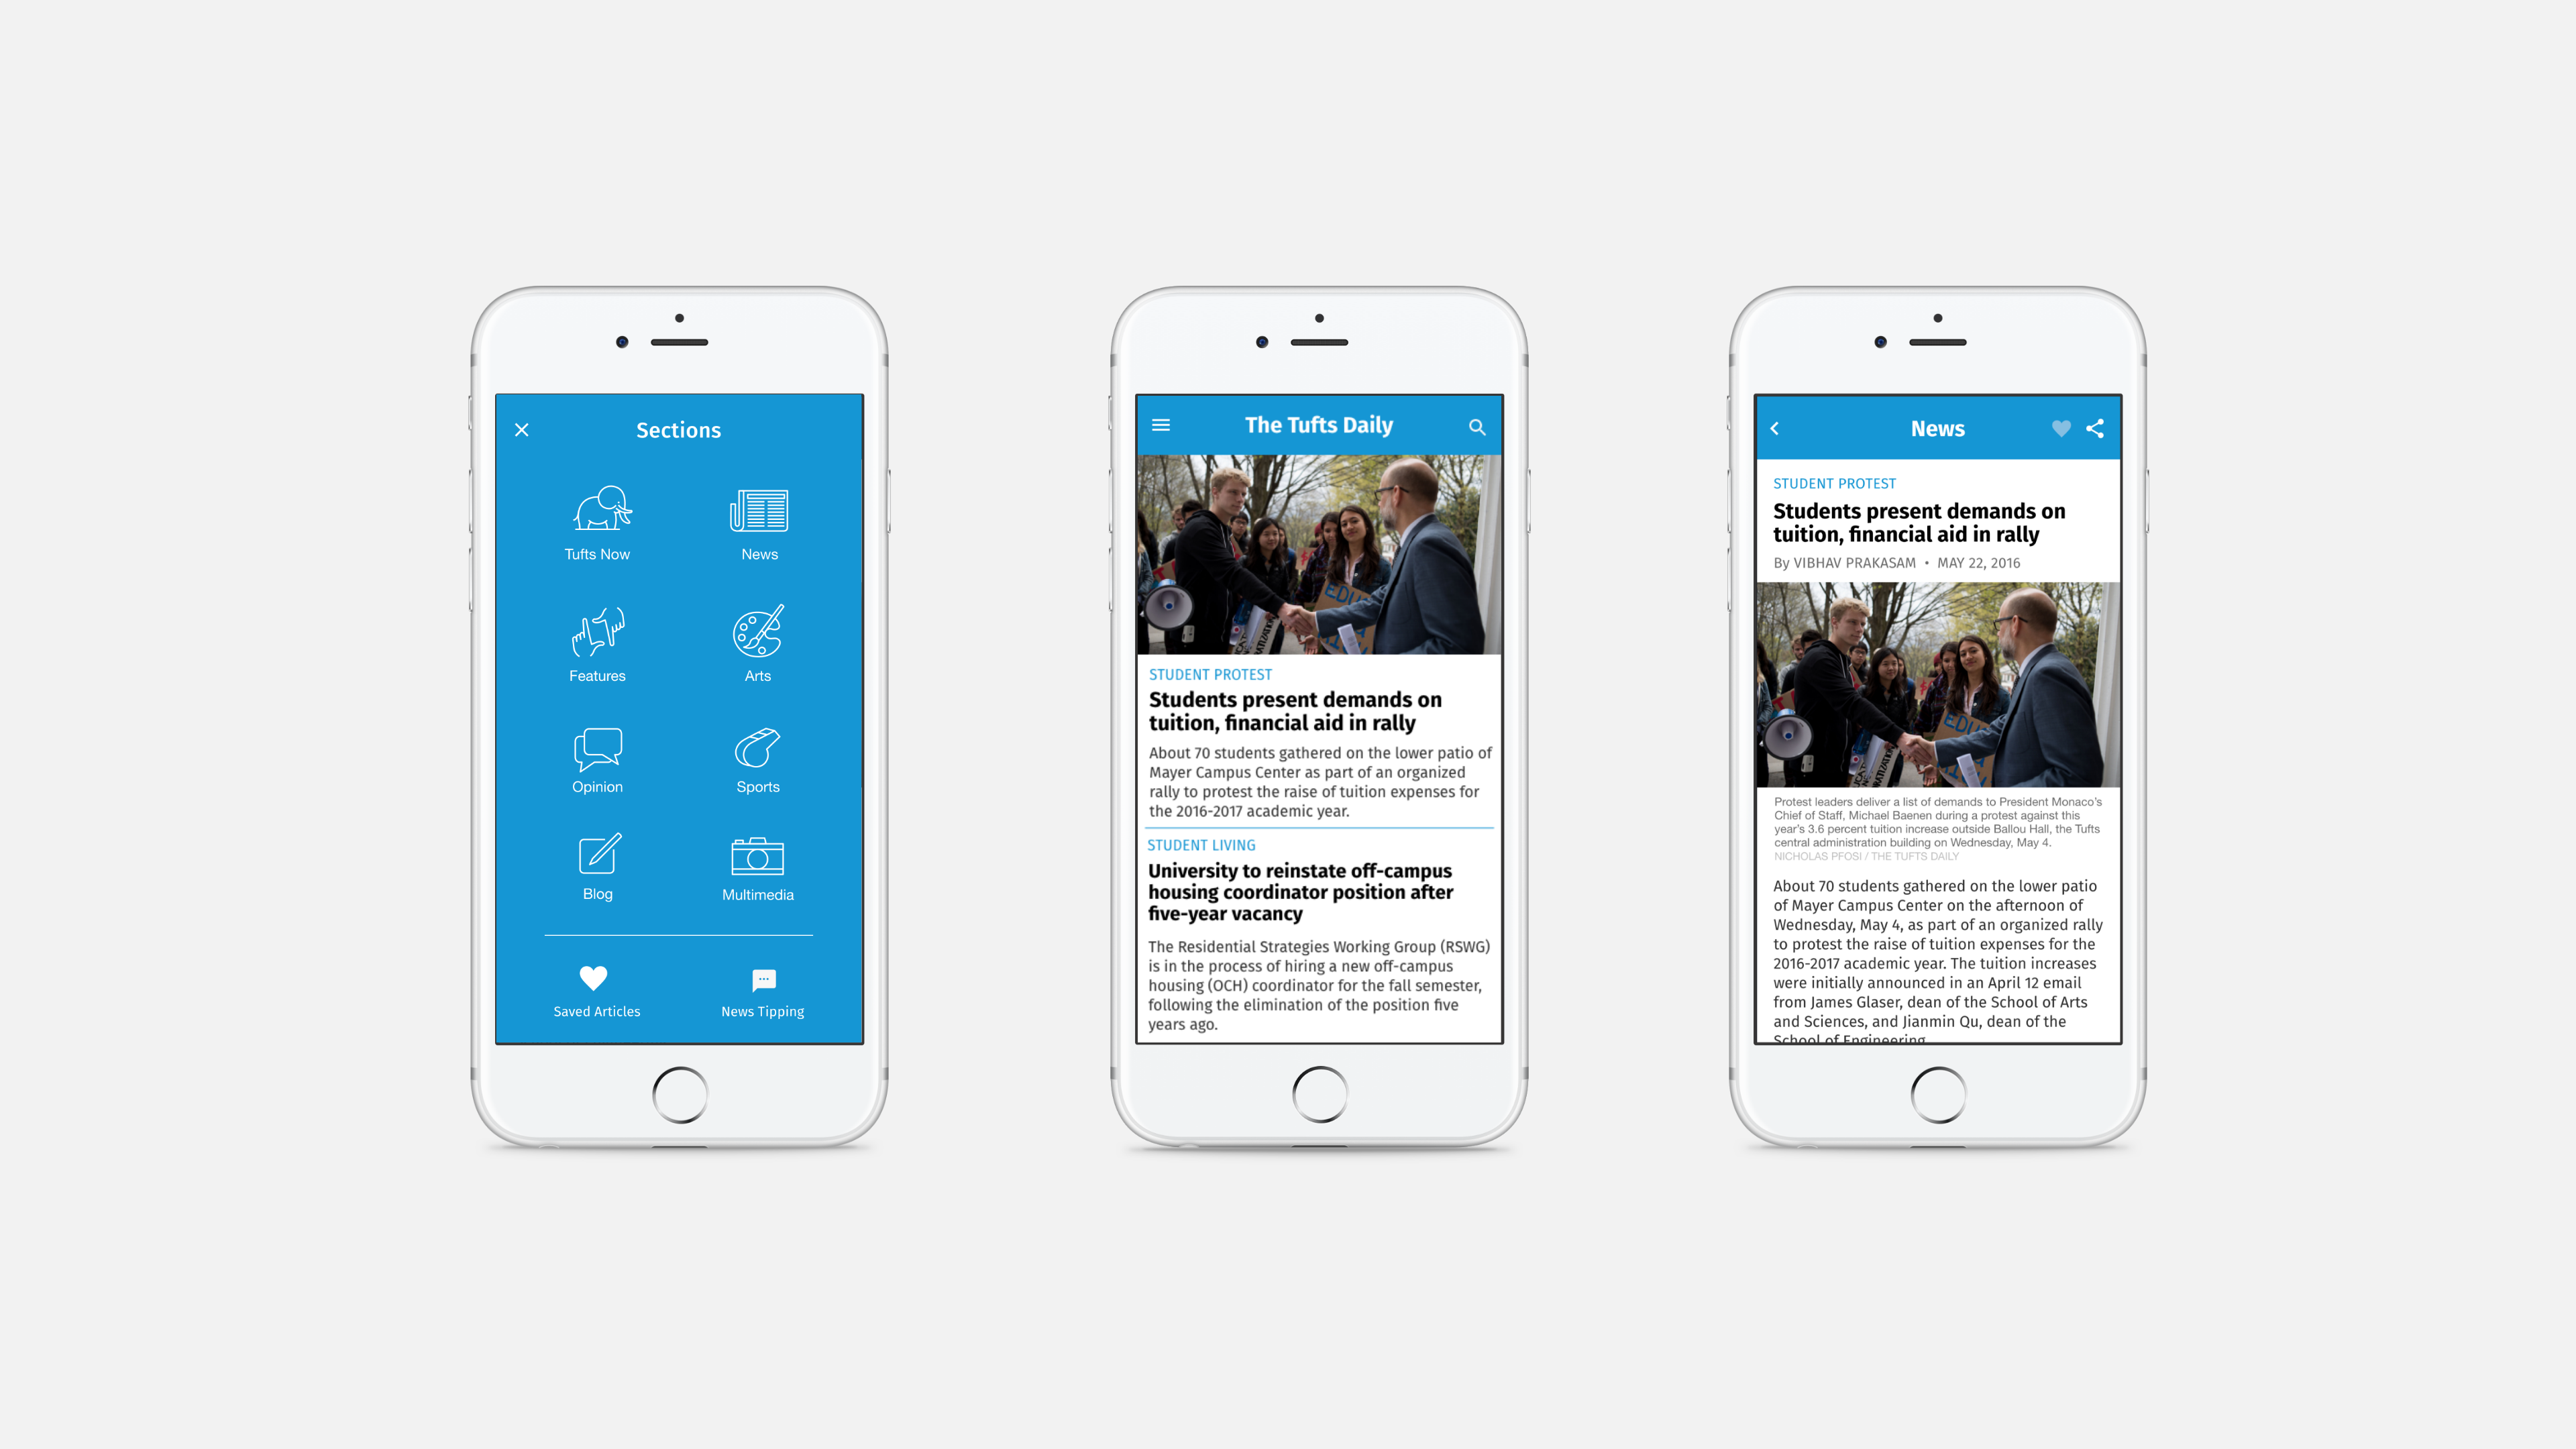 Sections
Tufts Now
News
Features
Arts
Opinion
Sports
Blog
Multimedia
Saved Articles
News Tipping
The Tufts Daily
EDU
STUDENT PROTEST
Students present demands on
tuition, financial aid in rally
About 70 students gathered on the lower patio of
Mayer Campus Center as part of an organized
rally to protest the raise of tuition expenses for
the 2016-2017 academic year.
STUDENT LIVING
University to reinstate off-campus
housing coordinator position after
five-year vacancy
The Residential Strategies Working Group (RSWG)
is in the process of hiring a new off-campus
housing (OCH) coordinator for the fall semester,
following the elimination of the position five
years ago.
News
STUDENT PROTEST
Students present demands on
tuition, financial aid in rally
By VIBHAV PRAKASAM • MAY 22, 2016
EDU
Protest leaders deliver a list of demands to President Monaco's
Chief of Staff, Michael Baenen during a protest against this
year's 3.6 percent tuition increase outside Ballou Hall, the Tufts
central administration building on Wednesday, May 4.
NICHOLAS PFOSI / THE TUFTS DAILY
About 70 students gathered on the lower patio
of Mayer Campus Center on the afternoon of
Wednesday, May 4, as part of an organized rally
to protest the raise of tuition expenses for the
2016-2017 academic year. The tuition increases
were initially announced in an April 12 email
from James Glaser, dean of the School of Arts
and Sciences, and Jianmin Qu, dean of the
School of Engineering